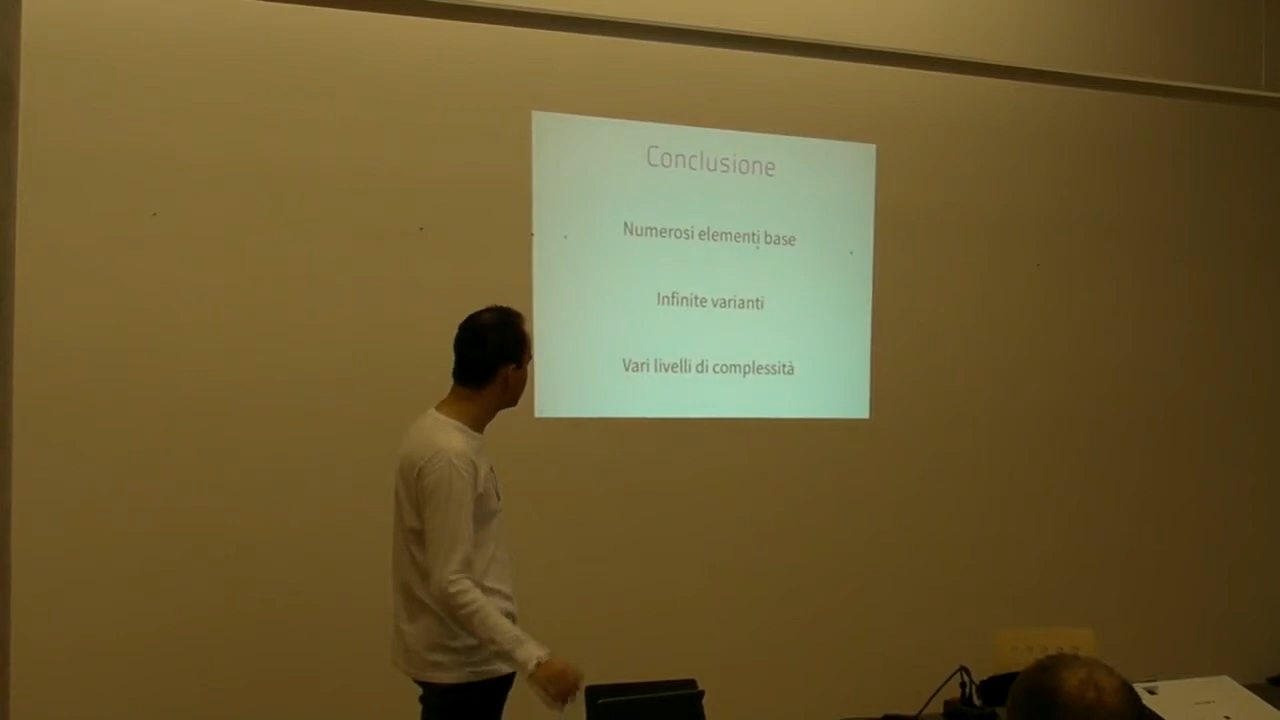 Conclusione
Numerosi elementi base
Infinite varianti
Vari livelli di complessità